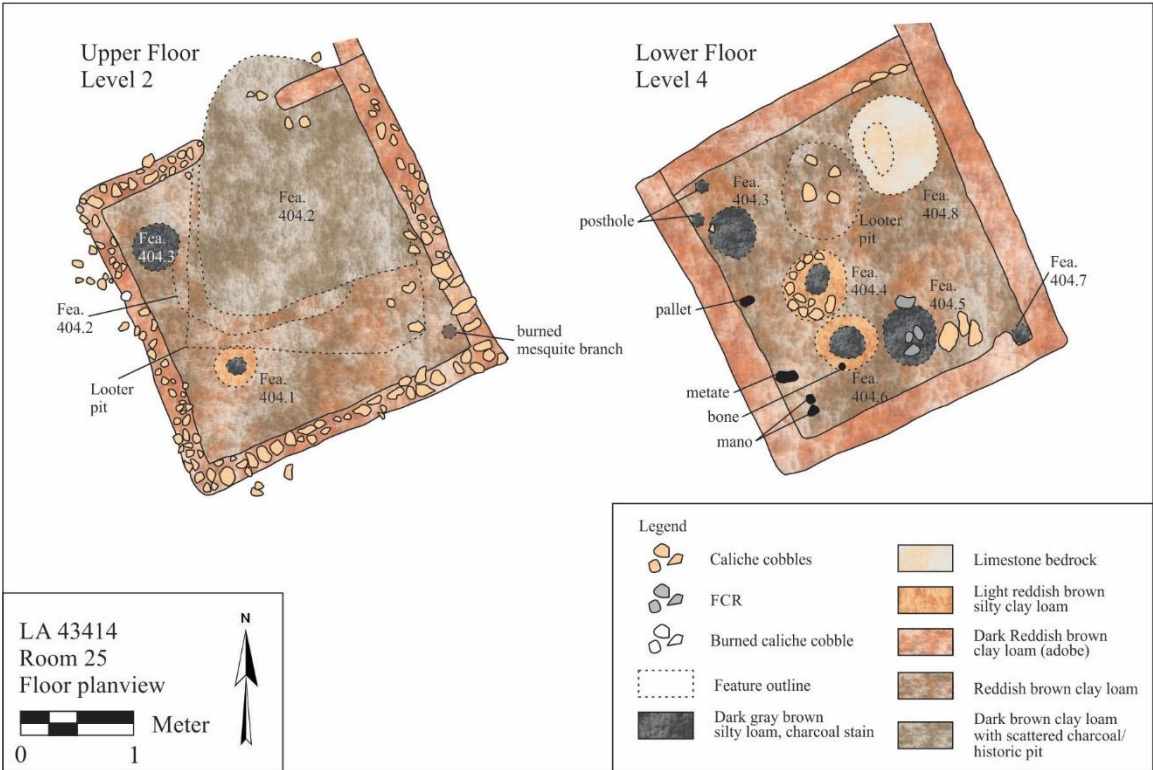 Upper Floor
Level 2
Fea.
404.2
Fea.
404.3
Fea.
404.2
Looter
pit
Fea.
404.1
burned
mesquite branch
Lower Floor
Level 4
posthole
Fea.
404.3
Looter
pit
Fea.
404.8
Fea.
404.4
Fea.
404.5
Fea.
404.7
pallet
metate
bone
mano
Fea.
404.6
LA 43414
Room 25
Floor planview
Meter
0 1
N
Legend
Caliche cobbles
FCR
Burned caliche cobble
Feature outline
Dark gray brown
silty loam, charcoal stain
Limestone bedrock
Light reddish brown
silty clay loam
Dark Reddish brown
clay loam (adobe)
Reddish brown clay loam
Dark brown clay loam
with scattered charcoal/
historic pit